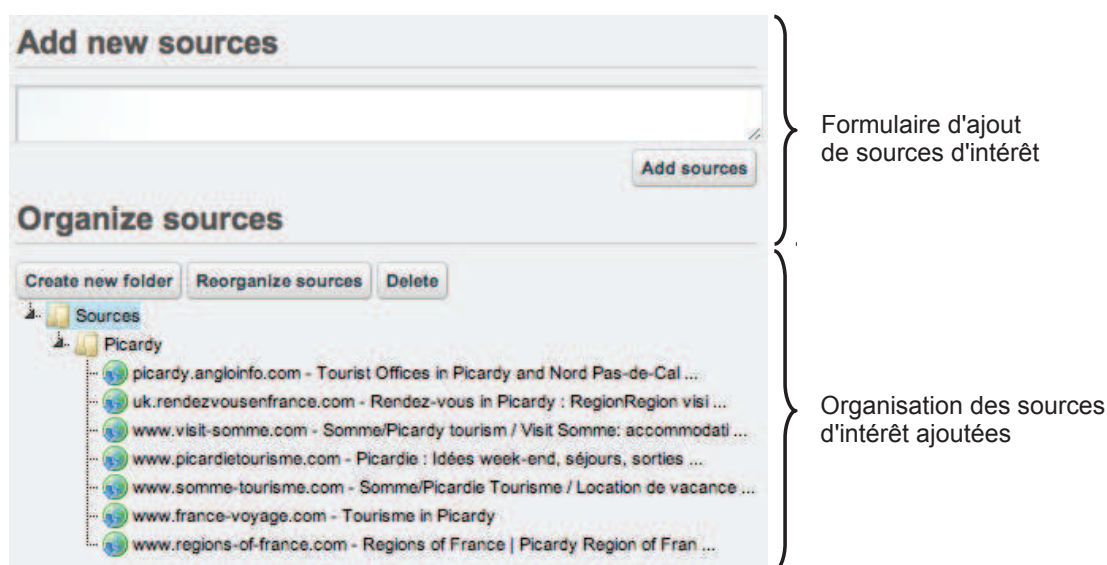 Add new sources
Add sources
Formulaire d'ajout
de sources d'intérêt
Organize sources
Create new folder Reorganize sources Delete
Sources
Picardy
picardy.angloinfo.com - Tourist Offices in Picardy and Nord Pas-de-Cal ...
uk.rendezvousenfrance.com - Rendez-vous in Picardy : RegionRegion visi ...
www.visit-somme.com - Somme/Picardy tourism / Visit Somme: accommodati ...
www.picardietourisme.com - Picardie : Idées week-end, séjours, sorties ...
www.somme-tourisme.com - Somme/Picardie Tourisme / Location de vacance ...
www.france-voyage.com - Tourisme in Picardy
www.regions-of-france.com - Regions of France | Picardy Region of Fran ...
Organisation des sources
d'intérêt ajoutées